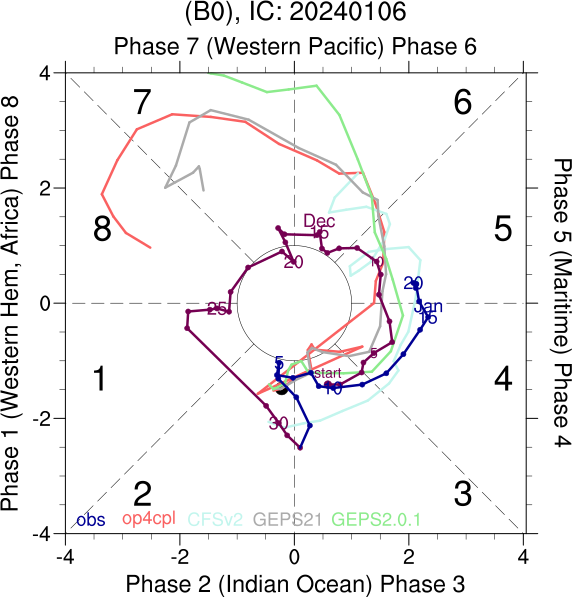 (B0), IC: 20240106
Phase 7 (Western Pacific) Phase 6
4
7
6
Phase 1 (Western Hem, Africa) Phase 8
Phase 5 (Maritime) Phase 4
2
8
Dec
15
5
20
20
0
25
Jan
15
5
5
start
10
1
4
-2
30
2
3
obs
op4cpl
CFSv2
GEPS21
GEPS2.0.1
-4
-4
-2
0
2
4
Phase 2 (Indian Ocean) Phase 3